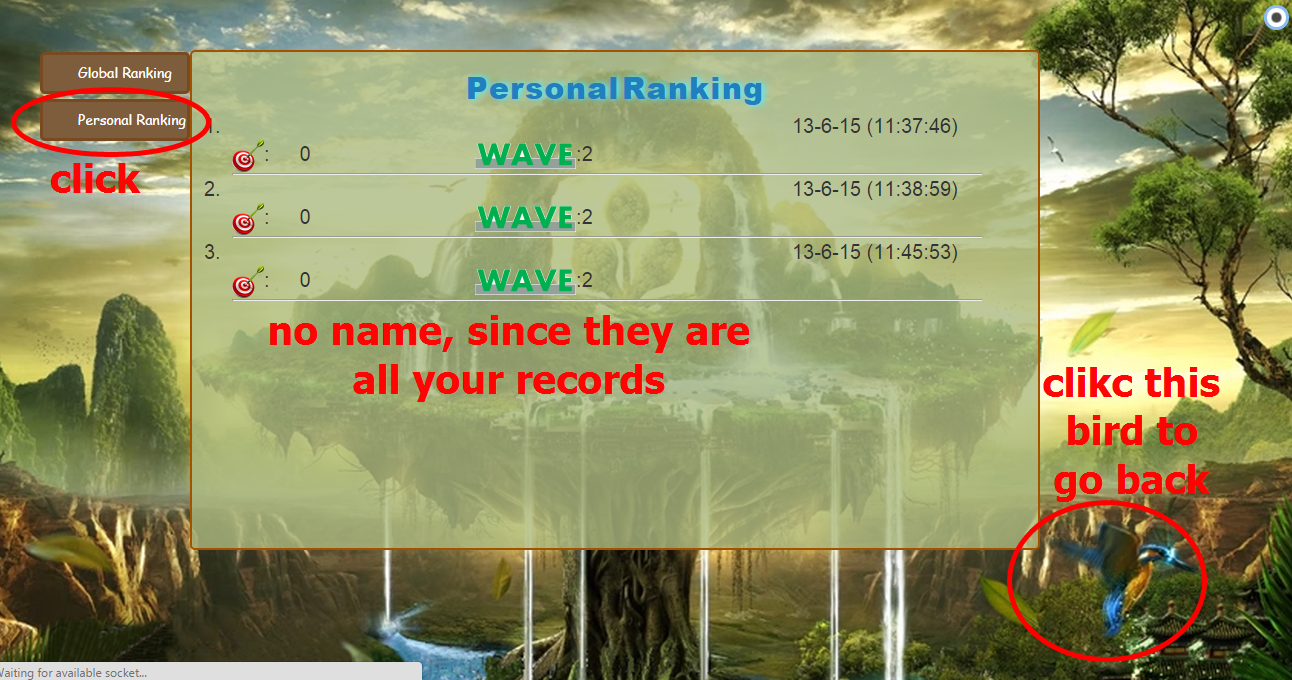 Global Ranking
Personal Ranking
click
Personal Ranking
1. 13-6-15 (11:37:46)
: 0 WAVE:2
2. 13-6-15 (11:38:59)
: 0 WAVE:2
3. 13-6-15 (11:45:53)
: 0 WAVE:2
no name, since they are
all your records
clikc this
bird to
go back
Waiting for available socket...